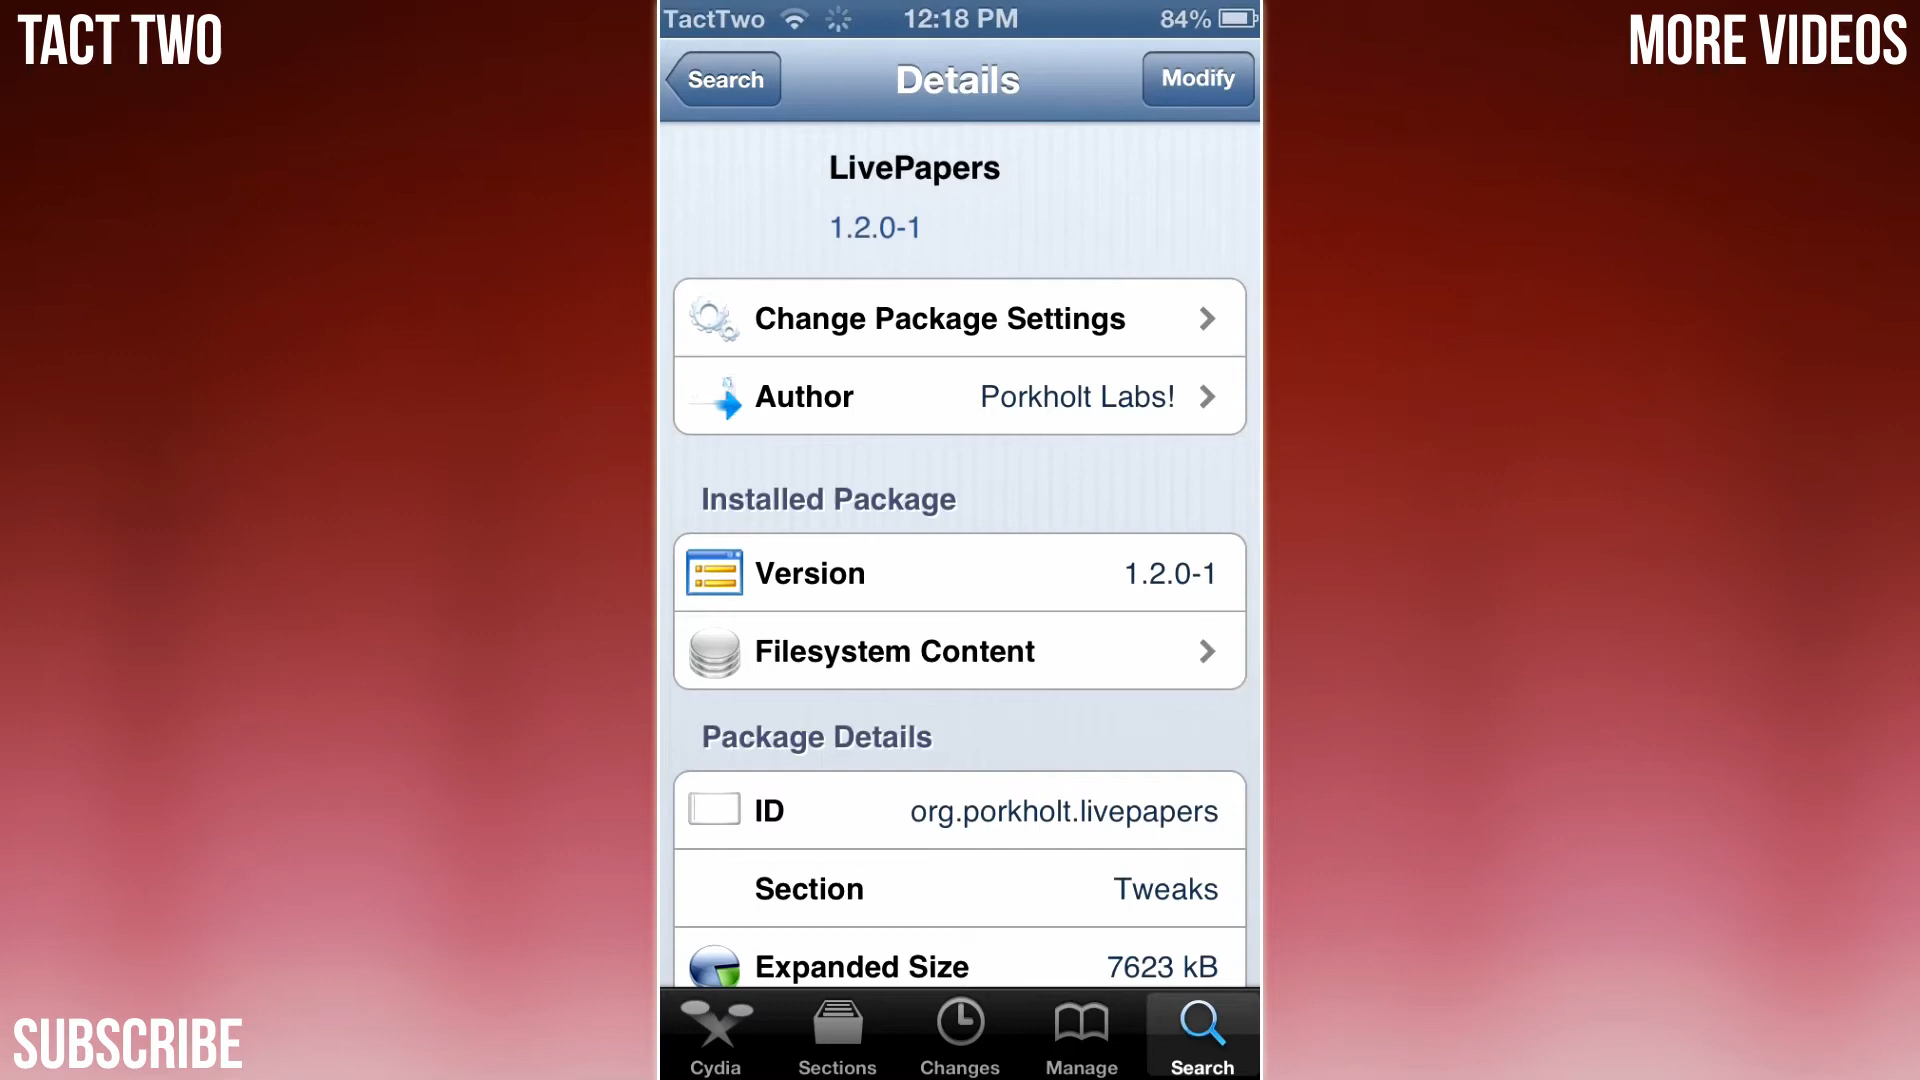 TACT TWO
MORE VIDEOS
TactTwo 12:18 PM 84%
Search Details Modify
LivePapers
1.2.0-1
Change Package Settings
Author Porkholt Labs!
Installed Package
Version 1.2.0-1
Filesystem Content
Package Details
ID org.porkholt.livepapers
Section Tweaks
Expanded Size 7623 kB
Cydia Sections Changes Manage Search
SUBSCRIBE